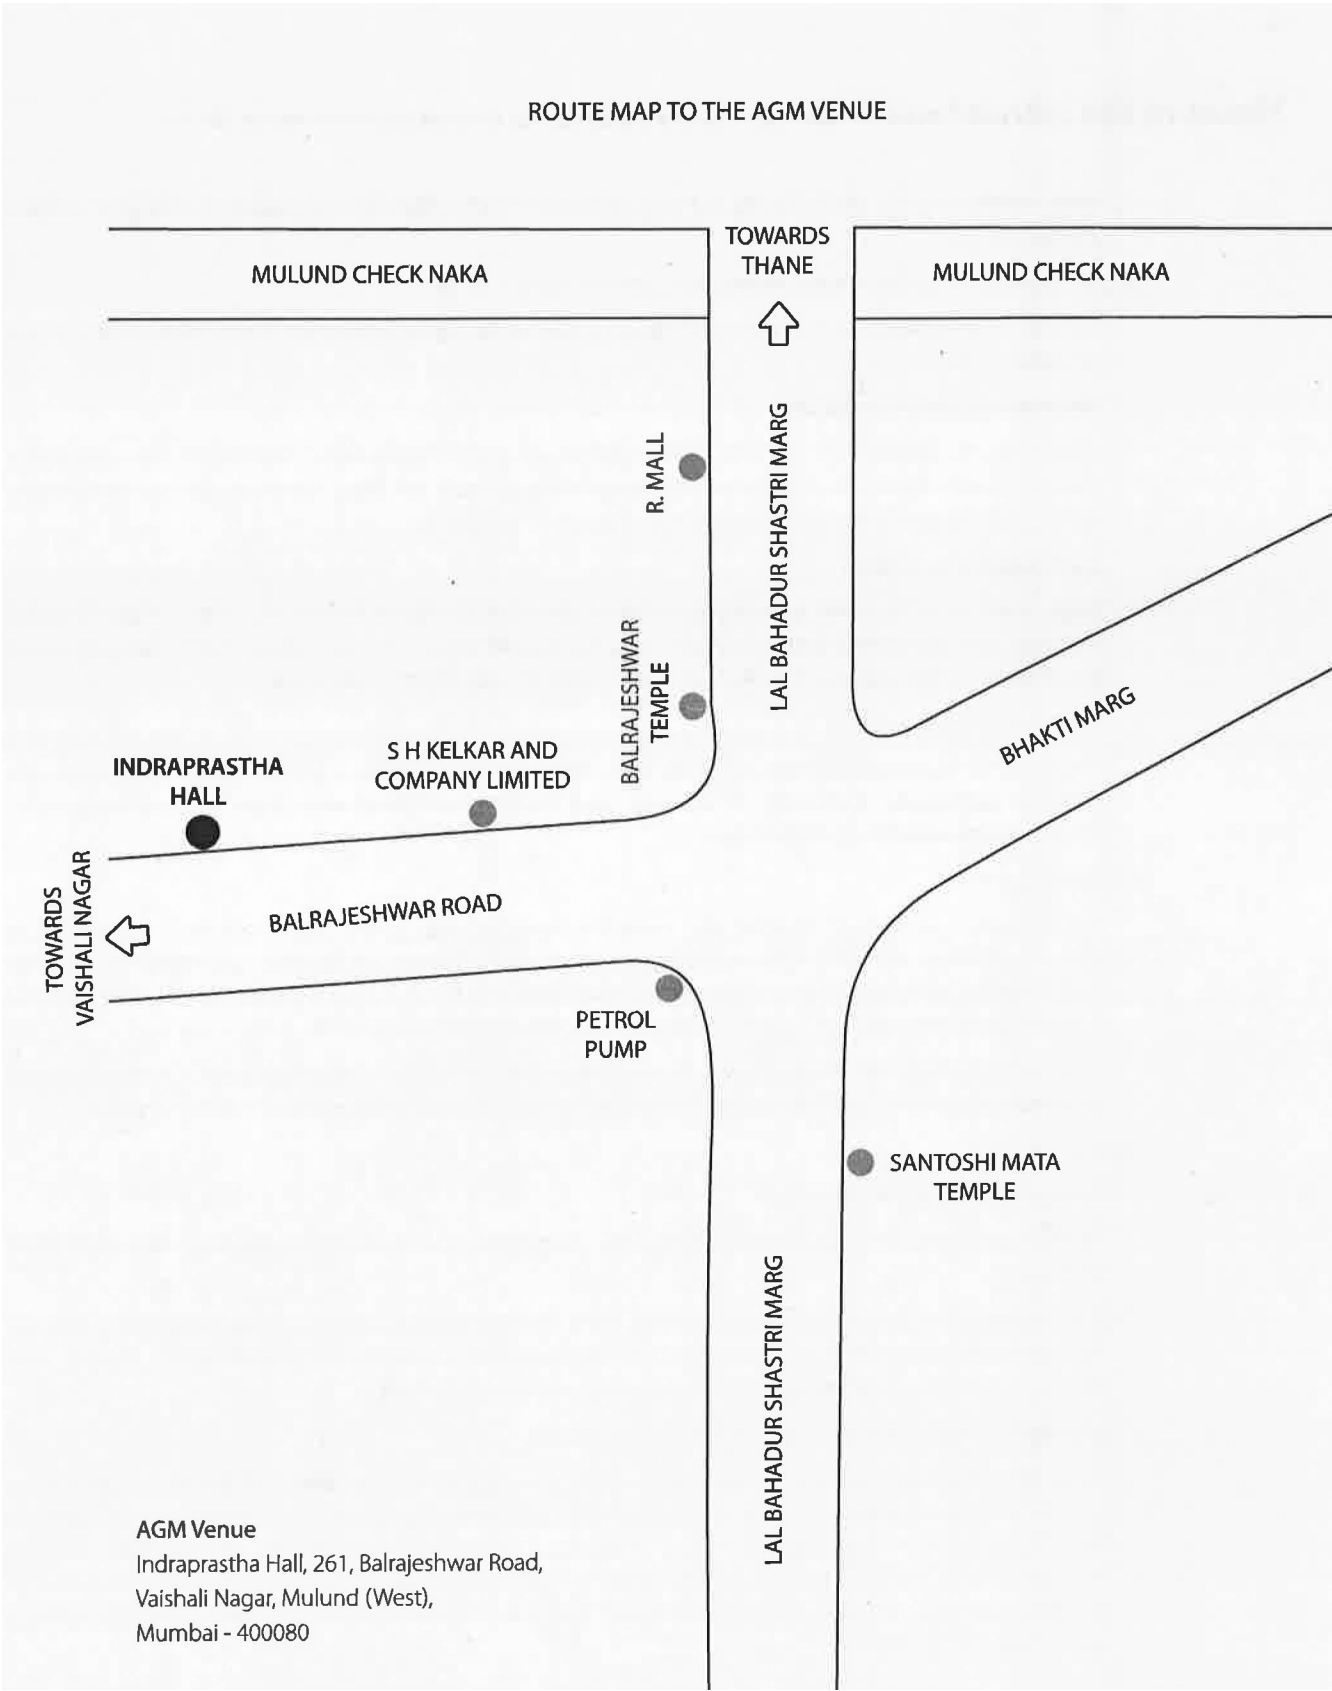 ROUTE MAP TO THE AGM VENUE
TOWARDS
THANE
MULUND CHECK NAKA
MULUND CHECK NAKA
R. MALL
LAL BAHADUR SHASTRI MARG
BALRAJESHWAR
TEMPLE
BHAKTI MARG
S H KELKAR AND
COMPANY LIMITED
INDRAPRASTHA
HALL
TOWARDS
VAISHALI NAGAR
BALRAJESHWAR ROAD
PETROL
PUMP
SANTOSHI MATA
TEMPLE
LAL BAHADUR SHASTRI MARG
AGM Venue
Indraprastha Hall, 261, Balrajeshwar Road,
Vaishali Nagar, Mulund (West),
Mumbai - 400080